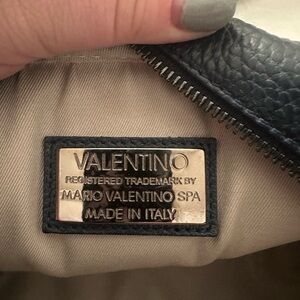 VALENTINO
REGISTERED TRADEMARK BY
MARIO VALENTINO SPA
MADE IN ITALY